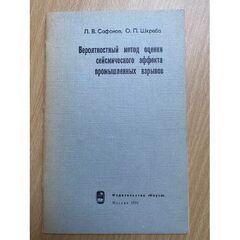 Л. В. Сафонов, О. П. Шкреба
Вероятностный метод оценки
сейсмического эффекта
промышленных взрывов
Издательство «Наука»
Москва